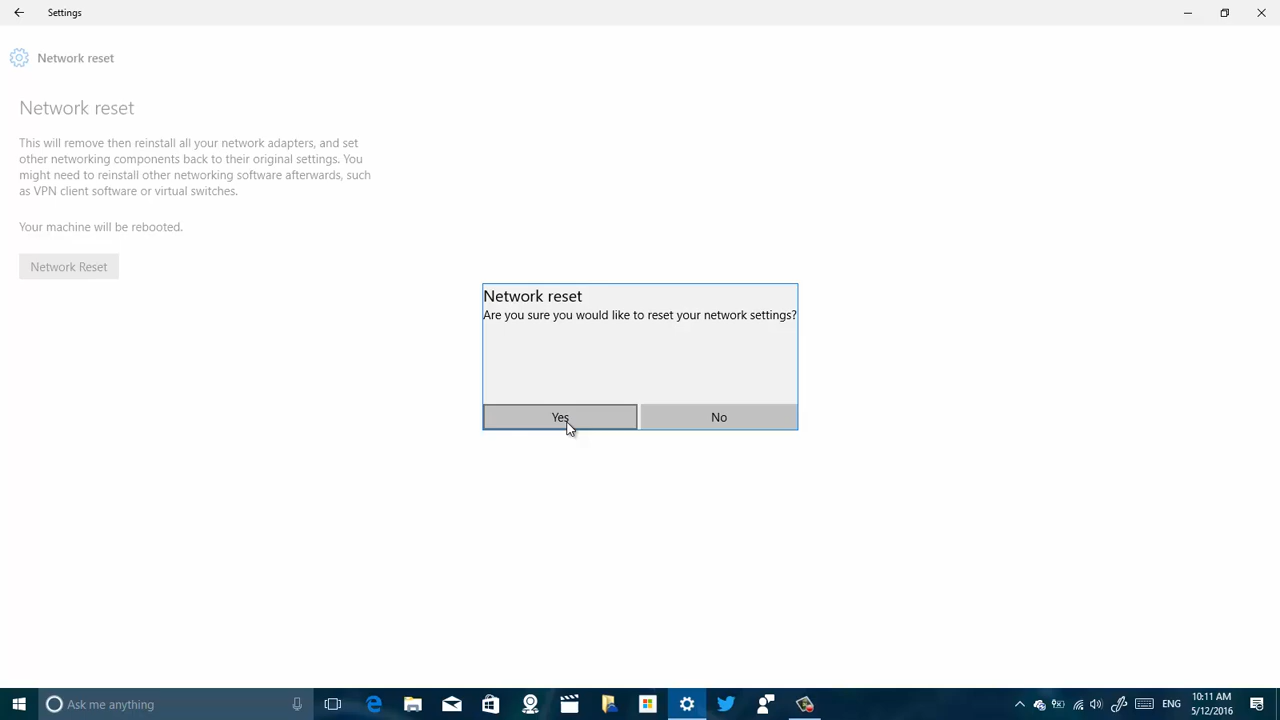 Settings
Network reset
Network reset
This will remove then reinstall all your network adapters, and set
other networking components back to their original settings. You
might need to reinstall other networking software afterwards, such
as VPN client software or virtual switches.
Your machine will be rebooted.
Network Reset
Network reset
Are you sure you would like to reset your network settings?
Yes
No
Ask me anything
ENG
10:11 AM
5/12/2016